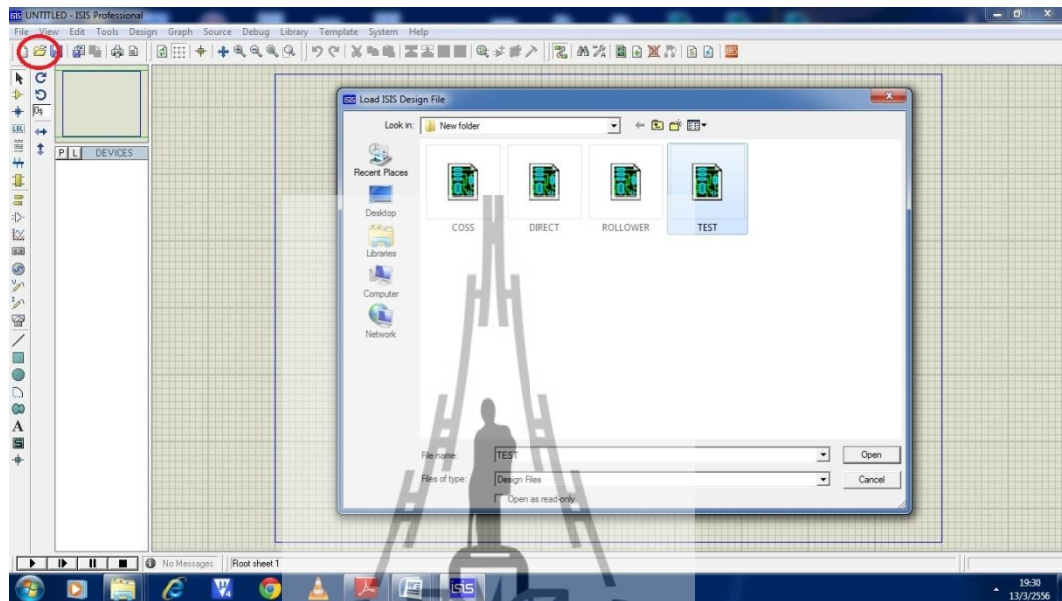 UNTITLED - ISIS Professional
File View Edit Tools Design Graph Source Debug Library Template System Help
P L DEVICES
Load ISIS Design File
Look in: New folder
Recent Places
Desktop
Libraries
Computer
Network
COSS DIRECT ROLLOWER TEST
File name: TEST Open
Files of type: Design Files Cancel
Open as read-only
No Messages Root sheet 1
isis
19:30
13/3/2556